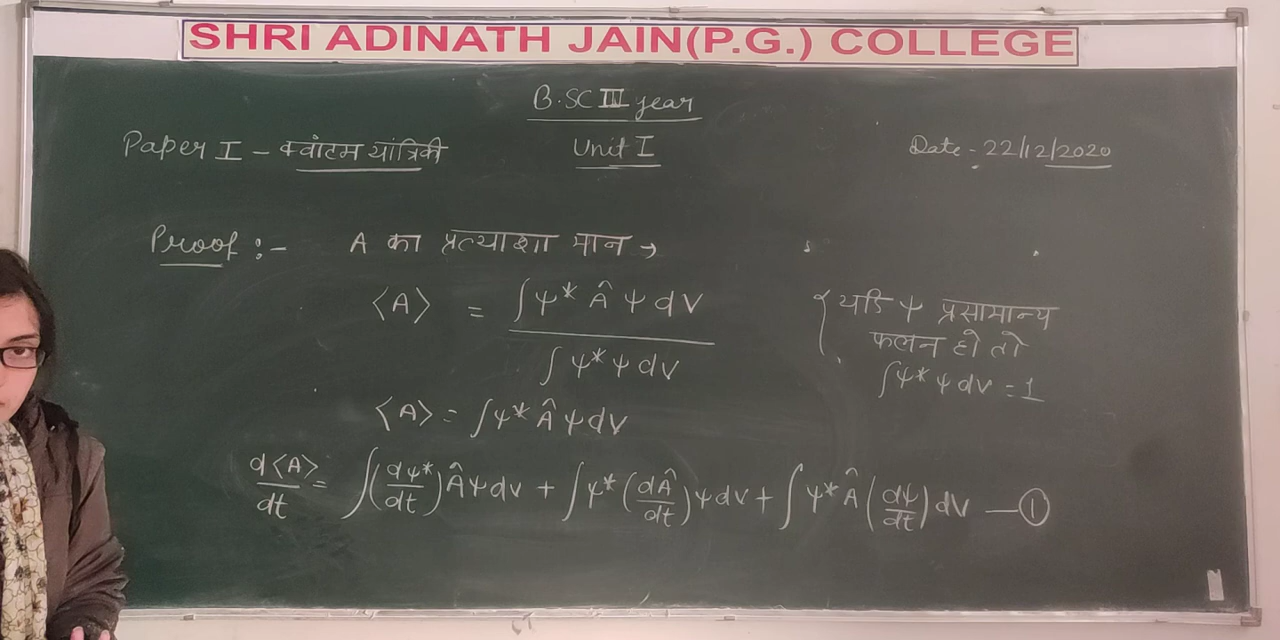 SHRI ADINATH JAIN(P.G.) COLLEGE
B.SC III year
Paper I - क्वांटम यांत्रिकी Unit I Date - 22/12/2020
Proof :- A का प्रत्याशा मान →
⟨A⟩ = ∫ψ* Â ψ dV / ∫ψ* ψ dV
{ यदि ψ प्रसामान्य
फलन हो तो
∫ψ* ψ dV = 1
⟨A⟩ = ∫ψ* Â ψ dV
d⟨A⟩/dt = ∫(dψ*/dt) Â ψ dV + ∫ψ* (dÂ/dt) ψ dV + ∫ψ* Â (dψ/dt) dV — ①